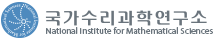 국가수리과학연구소
National Institute for Mathematical Sciences